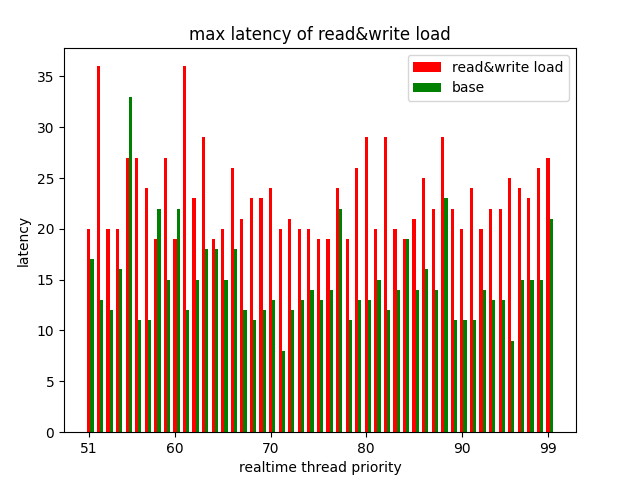 max latency of read&write load
read&write load
base
latency
35
30
25
20
15
10
5
0
51
60
70
80
90
99
realtime thread priority